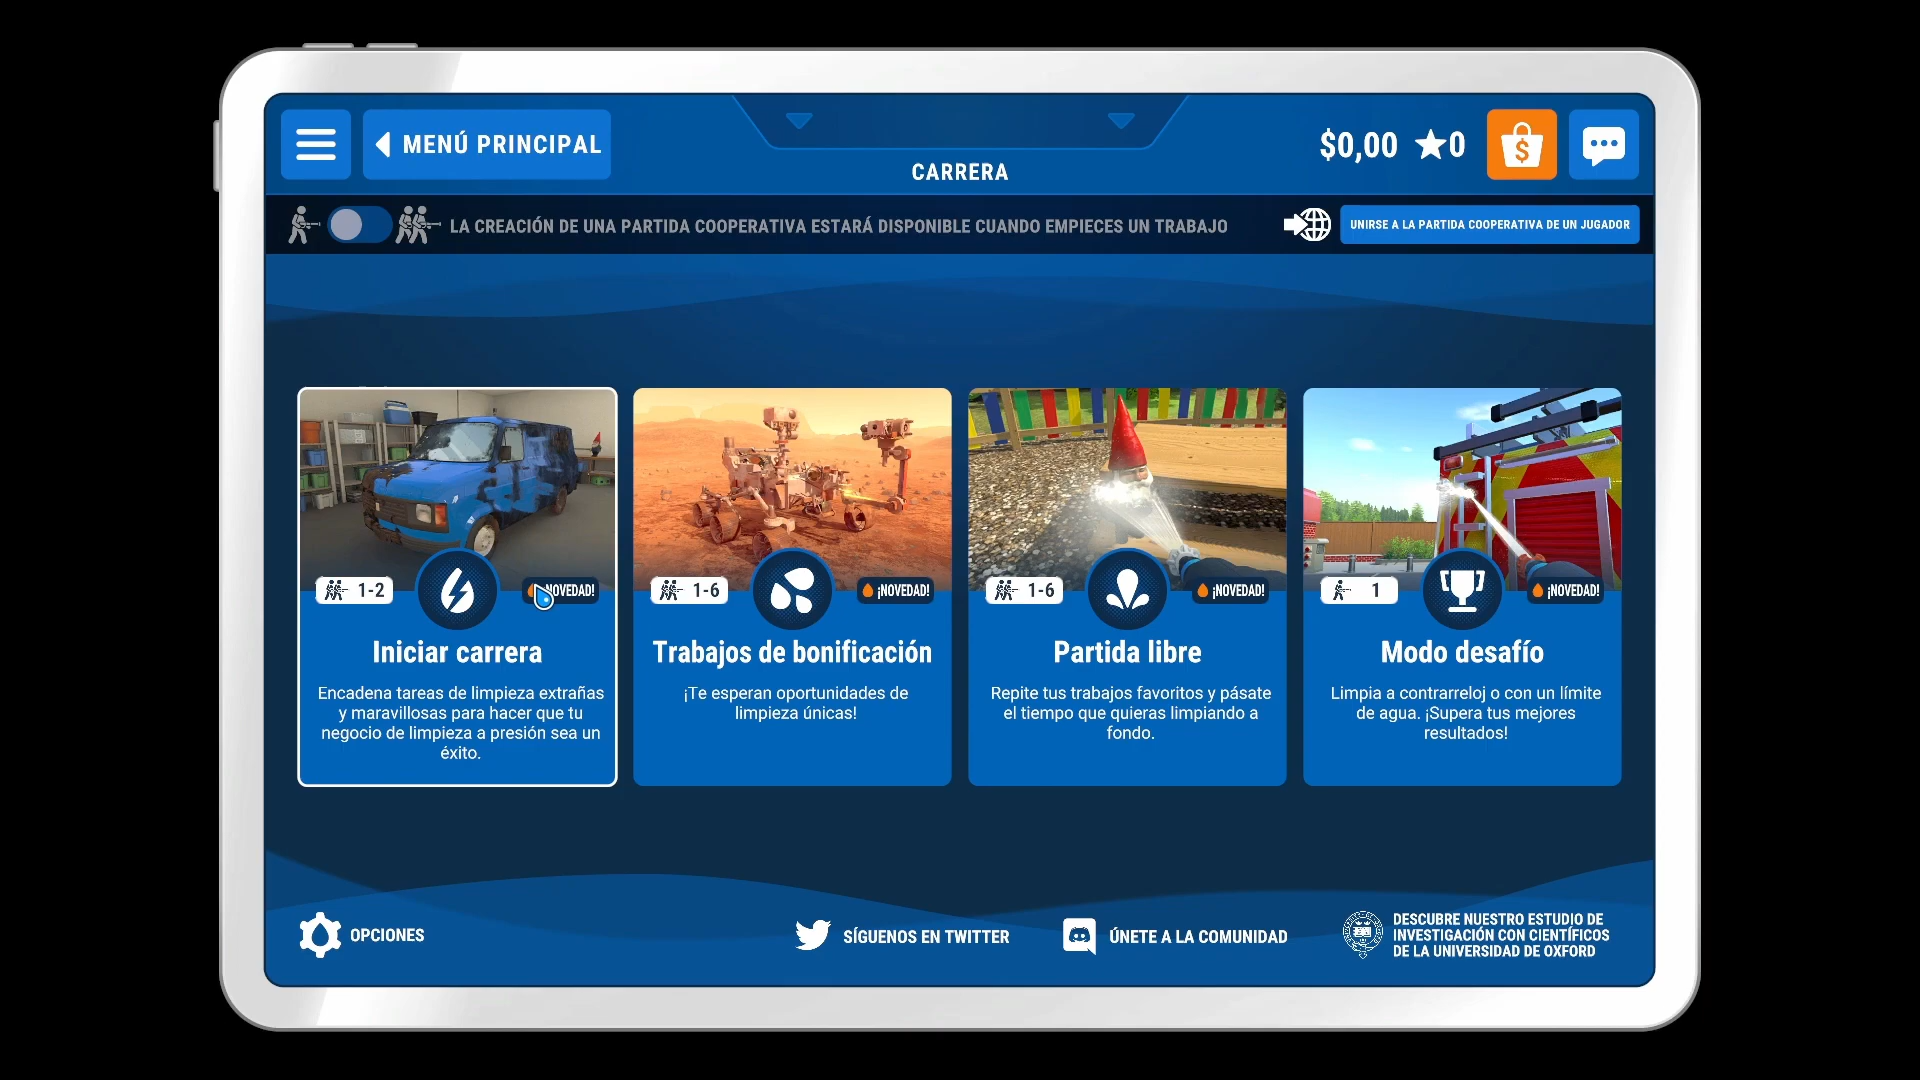 MENÚ PRINCIPAL
CARRERA
$0,00 ★0
LA CREACIÓN DE UNA PARTIDA COOPERATIVA ESTARÁ DISPONIBLE CUANDO EMPIECES UN TRABAJO
UNIRSE A LA PARTIDA COOPERATIVA DE UN JUGADOR
1-2
Iniciar carrera
Encadena tareas de limpieza extrañas
y maravillosas para hacer que tu
negocio de limpieza a presión sea un
éxito.
1-6
¡NOVEDAD!
Trabajos de bonificación
¡Te esperan oportunidades de
limpieza únicas!
1-6
¡NOVEDAD!
Partida libre
Repite tus trabajos favoritos y pásate
el tiempo que quieras limpiando a
fondo.
1
¡NOVEDAD!
Modo desafío
Limpia a contrarreloj o con un límite
de agua. ¡Supera tus mejores
resultados!
OPCIONES
SÍGUENOS EN TWITTER
ÚNETE A LA COMUNIDAD
DESCUBRE NUESTRO ESTUDIO DE
INVESTIGACIÓN CON CIENTÍFICOS
DE LA UNIVERSIDAD DE OXFORD